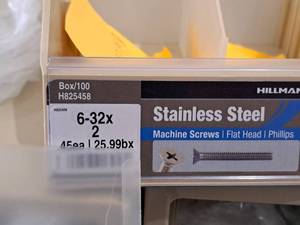 Box/100
H825458
HILLMAN
6-32x
2
45ea | 25.99bx
Stainless Steel
Machine Screws | Flat Head | Phillips